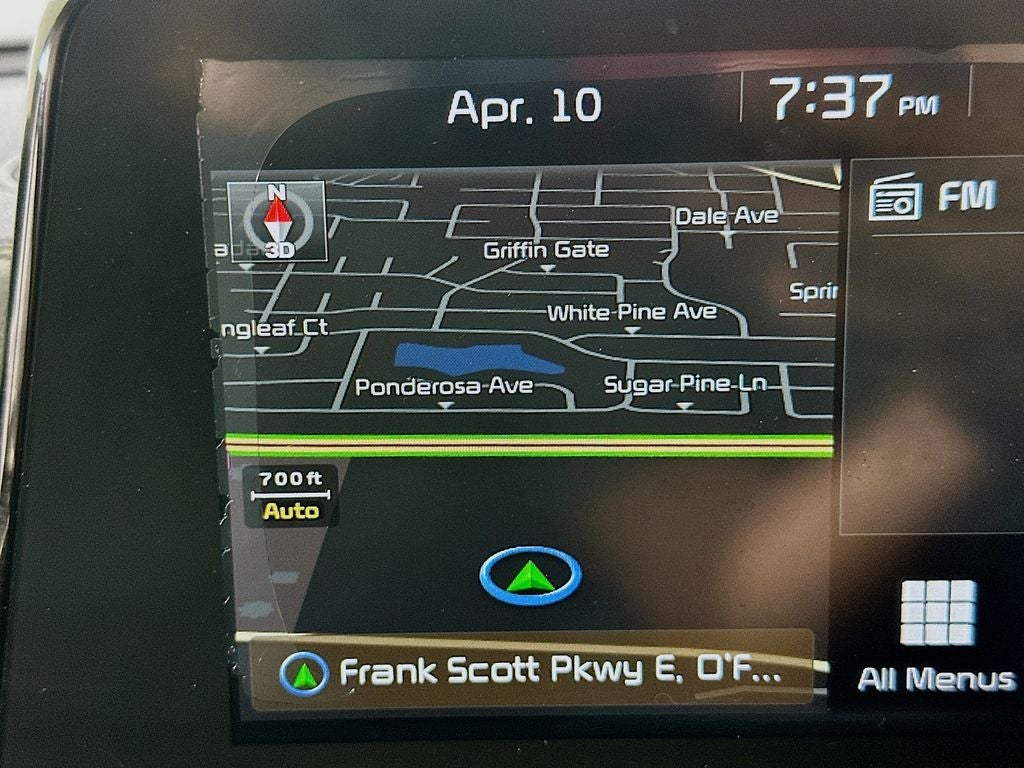 Apr. 10
7:37 PM
N
3D
FM
Dale Ave
Griffin Gate
Sprin
White Pine Ave
ngleaf Ct
Ponderosa Ave
Sugar Pine Ln
700 ft
Auto
Frank Scott Pkwy E, O'F...
All Menus